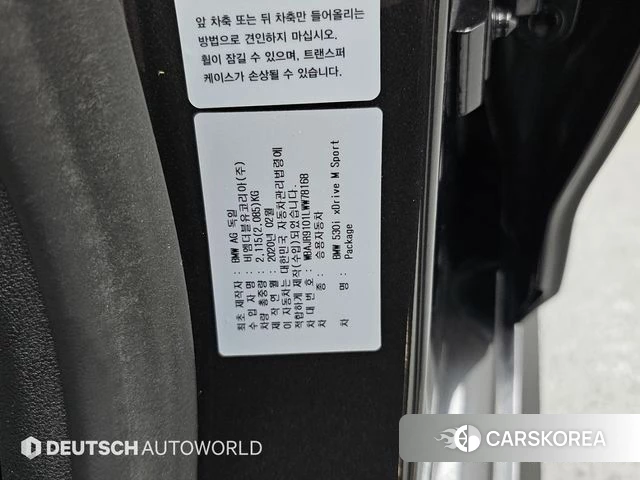 앞 차축 또는 뒤 차축만 들어올리는
방법으로 견인하지 마십시오.
휠이 잠길 수 있으며, 트랜스퍼
케이스가 손상될 수 있습니다.
최초 제작자 : BMW AG 독일
수 입 자 명 : 비엠더블유코리아(주)
차량 총중량 : 2,115(2,085)KG
제 작 연 월 : 2020년 02월
이 자동차는 대한민국 자동차관리법령에
적합하게 제작(수입)되었습니다.
차 대 번 호 : WBAJR9101LWW78168
차 종 : 승용자동차
차 명 : BMW 530i xDrive M Sport
Package
DEUTSCH AUTOWORLD
CARSKOREA